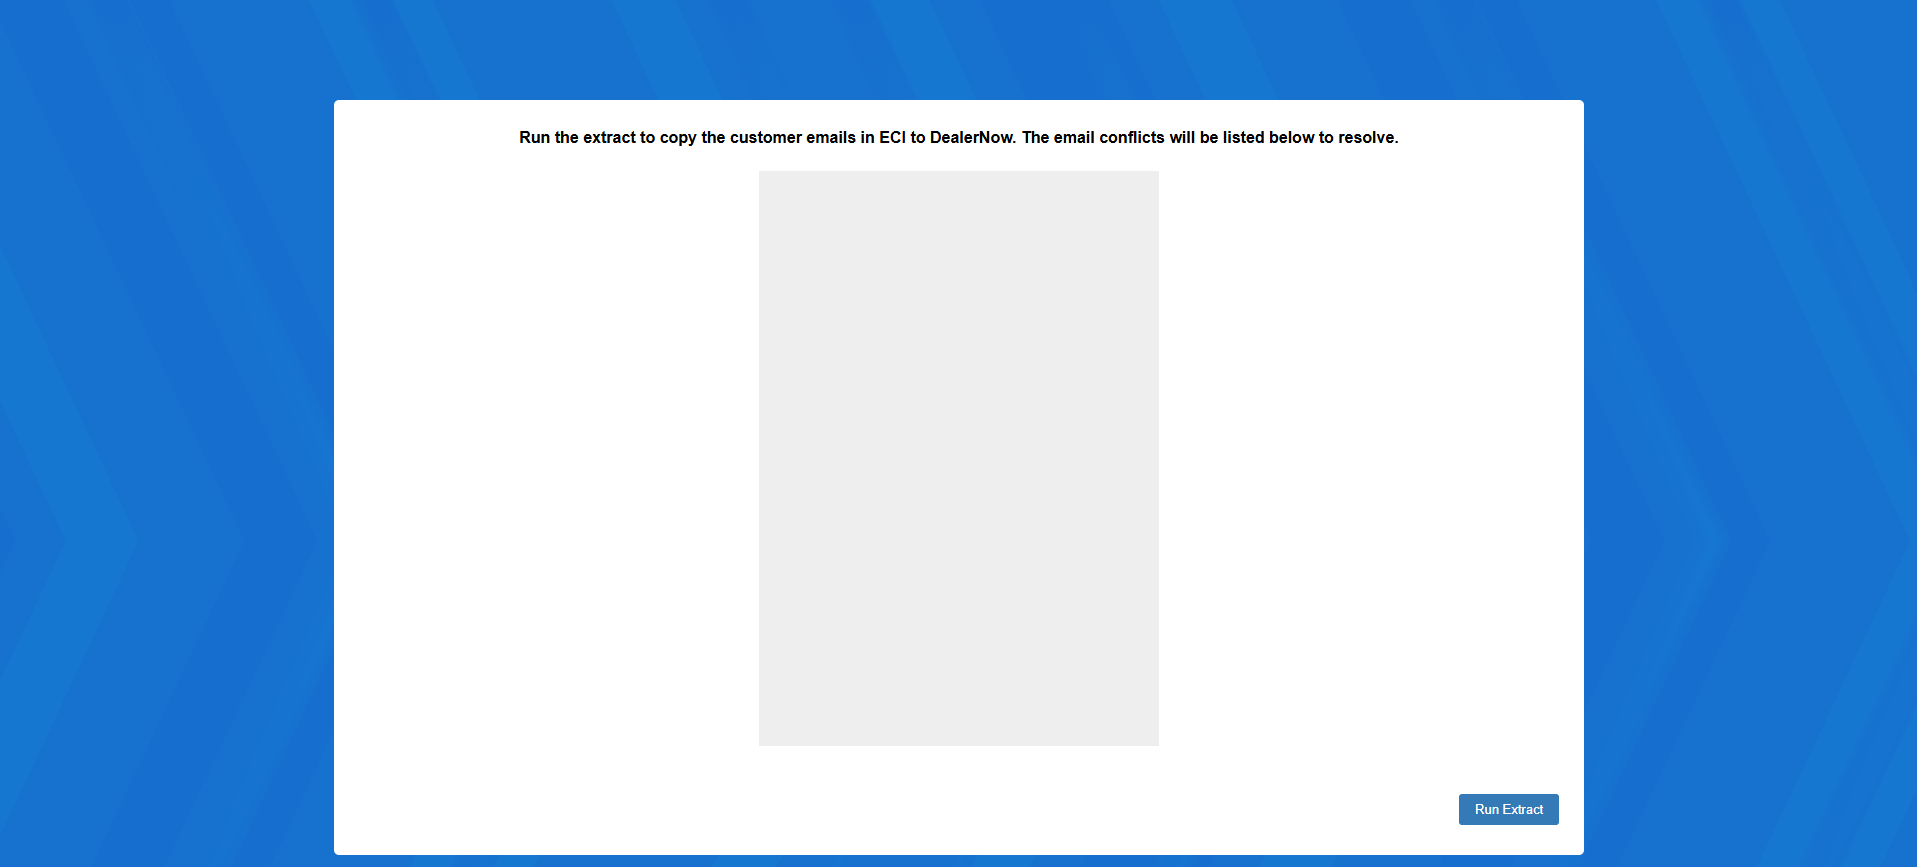 Run the extract to copy the customer emails in ECI to DealerNow. The email conflicts will be listed below to resolve.
Run Extract